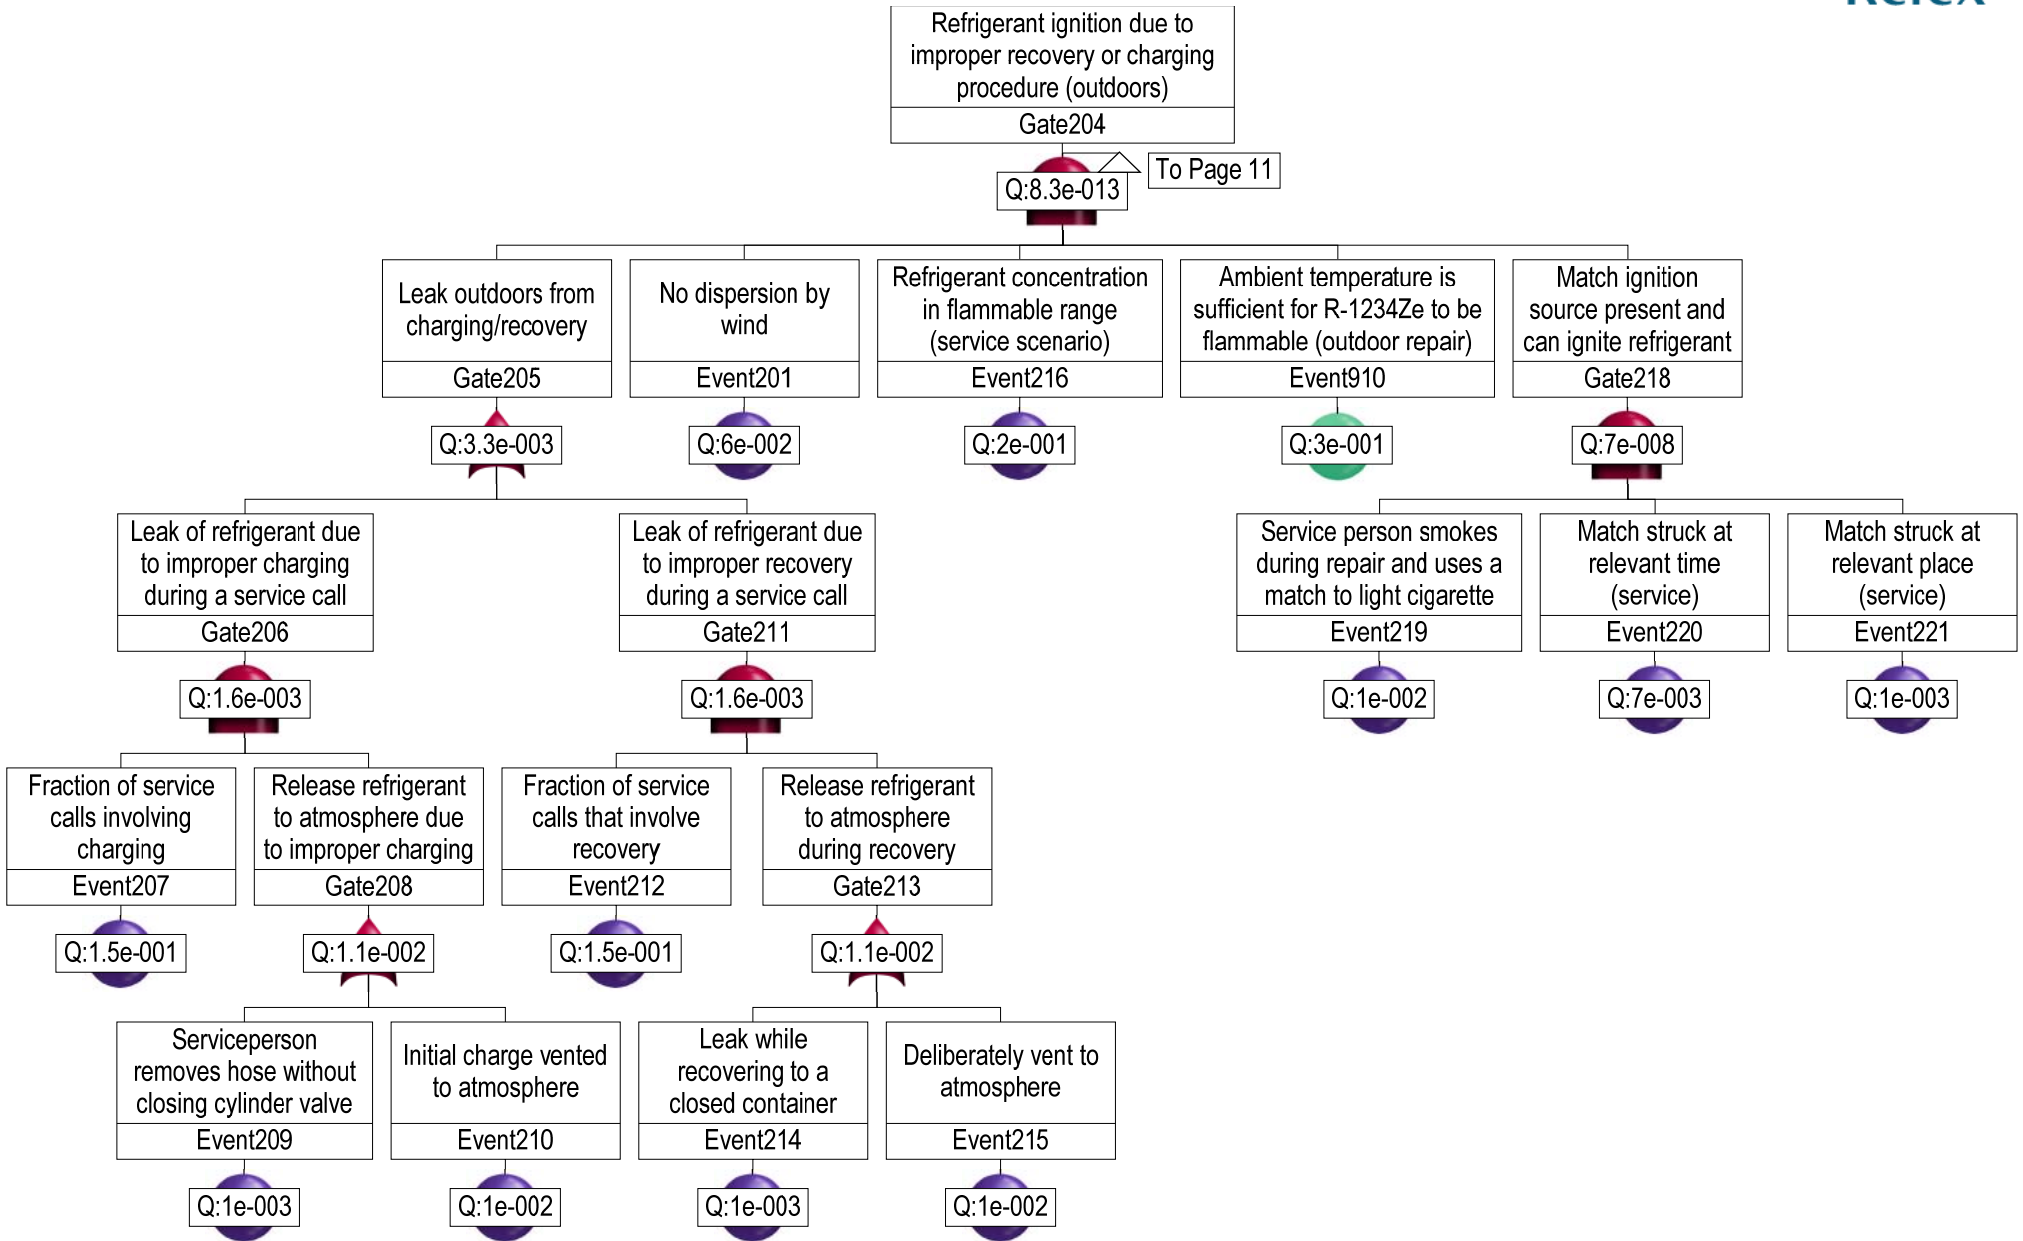 Relex
Refrigerant ignition due to
improper recovery or charging
procedure (outdoors)
Gate204
To Page 11
Q:8.3e-013
Leak outdoors from
charging/recovery
Gate205
Q:3.3e-003
No dispersion by
wind
Event201
Q:6e-002
Refrigerant concentration
in flammable range
(service scenario)
Event216
Q:2e-001
Ambient temperature is
sufficient for R-1234Ze to be
flammable (outdoor repair)
Event910
Q:3e-001
Match ignition
source present and
can ignite refrigerant
Gate218
Q:7e-008
Leak of refrigerant due
to improper charging
during a service call
Gate206
Q:1.6e-003
Leak of refrigerant due
to improper recovery
during a service call
Gate211
Q:1.6e-003
Service person smokes
during repair and uses a
match to light cigarette
Event219
Q:1e-002
Match struck at
relevant time
(service)
Event220
Q:7e-003
Match struck at
relevant place
(service)
Event221
Q:1e-003
Fraction of service
calls involving
charging
Event207
Q:1.5e-001
Release refrigerant
to atmosphere due
to improper charging
Gate208
Q:1.1e-002
Fraction of service
calls that involve
recovery
Event212
Q:1.5e-001
Release refrigerant
to atmosphere
during recovery
Gate213
Q:1.1e-002
Serviceperson
removes hose without
closing cylinder valve
Event209
Q:1e-003
Initial charge vented
to atmosphere
Event210
Q:1e-002
Leak while
recovering to a
closed container
Event214
Q:1e-003
Deliberately vent to
atmosphere
Event215
Q:1e-002